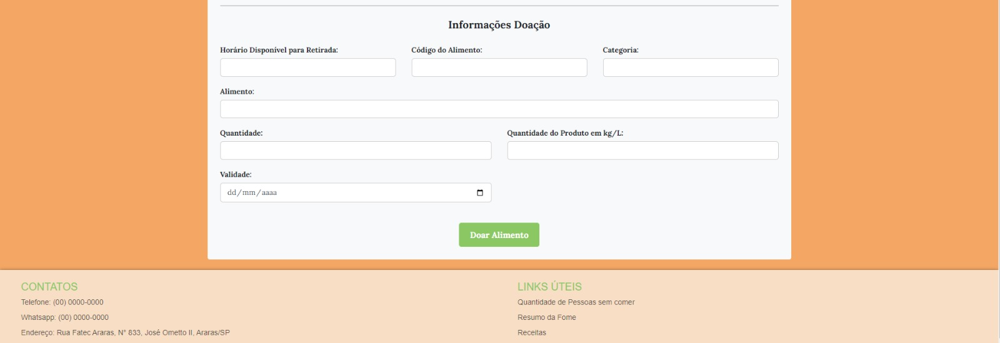 Informações Doação
Horário Disponível para Retirada: Código do Alimento: Categoria:
Alimento:
Quantidade: Quantidade do Produto em kg/L:
Validade:
dd/mm/aaaa
Doar Alimento
CONTATOS
Telefone: (00) 0000-0000
Whatsapp: (00) 0000-0000
Endereço: Rua Fatec Araras, N° 833, José Ometto II, Araras/SP
LINKS ÚTEIS
Quantidade de Pessoas sem comer
Resumo da Fome
Receitas